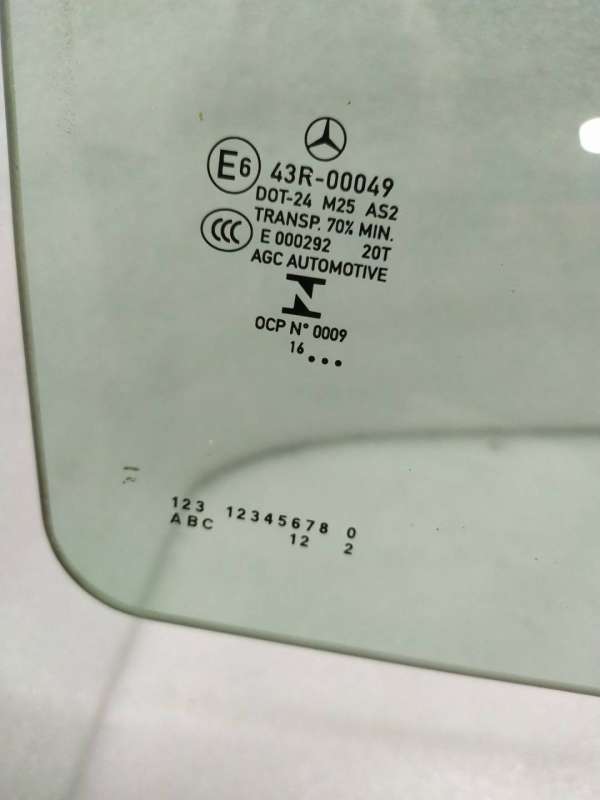 E6 43R-00049
DOT-24 M25 AS2
TRANSP. 70% MIN.
CCC E 000292 20T
AGC AUTOMOTIVE
OCP N° 0009
16 ...
123 12345678 0
ABC 12 2